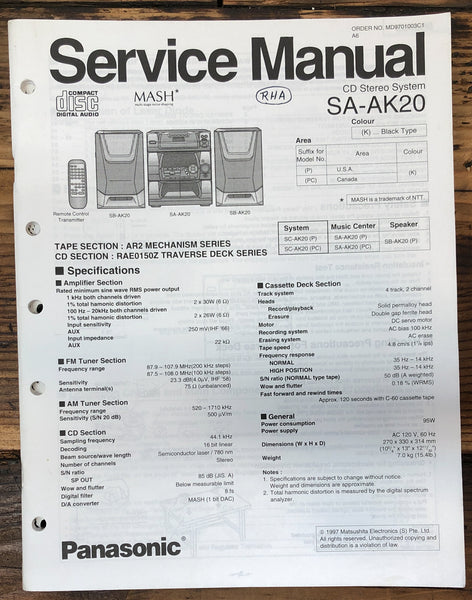 ORDER NO. MD9701003C1
A6
Service Manual
CD Stereo System
SA-AK20
COMPACT
disc
DIGITAL AUDIO
MASH*
multi-stage noise shaping
RHA
Colour
(K) ... Black Type
Area
Suffix for Model No. Area Colour
(P) U.S.A. (K)
(PC) Canada
★ MASH is a trademark of NTT.
Remote Control Transmitter
SB-AK20 SA-AK20 SB-AK20
System Music Center Speaker
SC-AK20 (P) SA-AK20 (P) SB-AK20 (P)
SC-AK20 (PC) SA-AK20 (PC)
TAPE SECTION : AR2 MECHANISM SERIES
CD SECTION : RAE0150Z TRAVERSE DECK SERIES
■ Specifications
■ Amplifier Section
Rated minimum sine wave RMS power output
1 kHz both channels driven
1% total harmonic distortion 2 x 30W (6 Ω)
100 Hz – 20kHz both channels driven
1% total harmonic distortion 2 x 26W (6 Ω)
Input sensitivity
AUX 250 mV(IHF '66)
Input impedance
AUX 22 kΩ
■ FM Tuner Section
Frequency range 87.9 – 107.9 MHz(200 kHz steps)
87.5 – 108.0 MHz(100 kHz steps)
Sensitivity 23.3 dBf(4.0μV, IHF '58)
Antenna terminal(s) 75 Ω (unbalanced)
■ AM Tuner Section
Frequency range 520 – 1710 kHz
Sensitivity (S/N 20 dB) 500 μV/m
■ CD Section
Sampling frequency 44.1 kHz
Decoding 16 bit linear
Beam source/wave length Semiconductor laser / 780 nm
Number of channels Stereo
S/N ratio
SP OUT 85 dB (JIS. A)
Wow and flutter Below measurable limit
Digital filter 8 fs
D/A converter MASH (1 bit DAC)
■ Cassette Deck Section
Track system 4 track, 2 channel
Heads
Record/playback Solid permalloy head
Erasure Double gap ferrite head
Motor DC servo motor
Recording system AC bias 100 kHz
Erasing system AC erase
Tape speed 4.8 cm/s (1⅞ ips)
Frequency response
NORMAL 35 Hz – 14 kHz
HIGH POSITION 35 Hz – 14 kHz
S/N ratio (NORMAL type tape) 50 dB (A weighted)
Wow and flutter 0.18 % (WRMS)
Fast forward and rewind times
Approx. 120 seconds with C-60 cassette tape
■ General
Power consumption 95W
Power supply AC 120 V, 60 Hz
Dimensions (W x H x D) 270 x 330 x 314 mm
Weight 7.0 kg (15.4lb.)
Notes :
1. Specifications are subject to change without notice.
Weight and dimensions are approximate
2. Total harmonic distortion is measured by the digital spectrum
analyzer.
Panasonic
© 1997 Matsushita Electronics (S) Pte. Ltd.
All rights reserved. Unauthorized copying and
distribution is a violation of law.